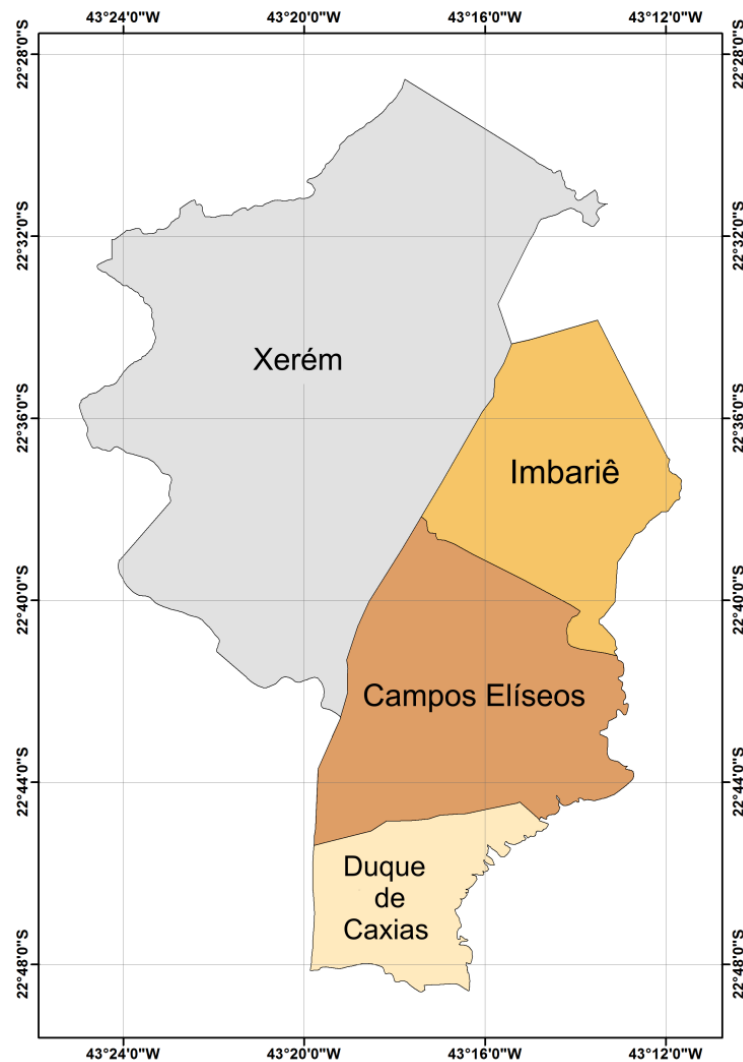 43°24'0"W 43°20'0"W 43°16'0"W 43°12'0"W
22°28'0"S 22°28'0"S
22°32'0"S 22°32'0"S
Xerém
22°36'0"S 22°36'0"S
Imbariê
22°40'0"S 22°40'0"S
Campos Elíseos
22°44'0"S 22°44'0"S
Duque
de
Caxias
22°48'0"S 22°48'0"S
43°24'0"W 43°20'0"W 43°16'0"W 43°12'0"W